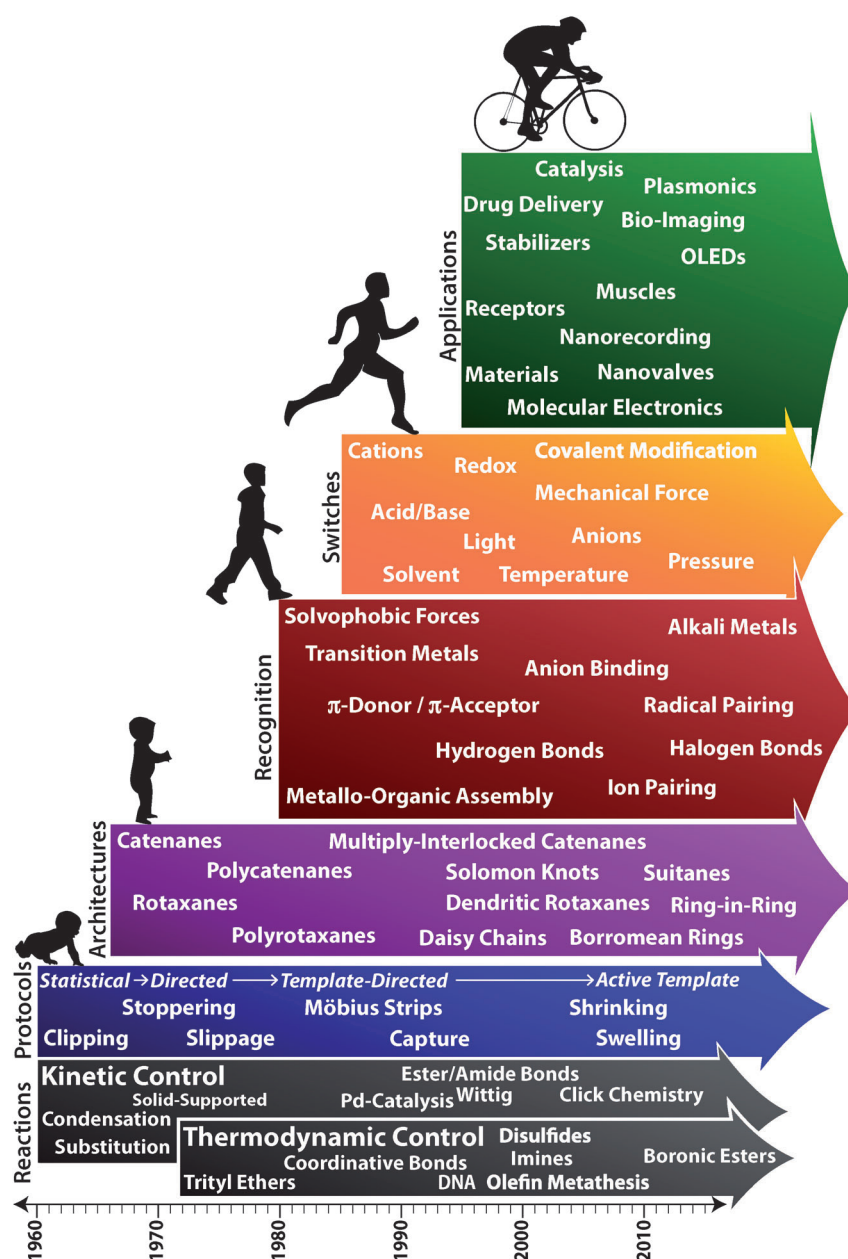 Applications
Catalysis
Plasmonics
Drug Delivery
Bio-Imaging
Stabilizers
OLEDs
Muscles
Receptors
Nanorecording
Materials
Nanovalves
Molecular Electronics
Switches
Cations
Redox
Covalent Modification
Mechanical Force
Acid/Base
Light
Anions
Pressure
Solvent
Temperature
Recognition
Solvophobic Forces
Alkali Metals
Transition Metals
Anion Binding
π-Donor / π-Acceptor
Radical Pairing
Hydrogen Bonds
Halogen Bonds
Metallo-Organic Assembly
Ion Pairing
Architectures
Catenanes
Multiply-Interlocked Catenanes
Polycatenanes
Solomon Knots
Suitanes
Rotaxanes
Dendritic Rotaxanes
Ring-in-Ring
Polyrotaxanes
Daisy Chains
Borromean Rings
Protocols
Statistical → Directed → Template-Directed → Active Template
Stoppering
Möbius Strips
Shrinking
Clipping
Slippage
Capture
Swelling
Reactions
Kinetic Control
Ester/Amide Bonds
Solid-Supported
Pd-Catalysis
Wittig
Click Chemistry
Condensation
Substitution
Thermodynamic Control
Disulfides
Coordinative Bonds
Imines
Boronic Esters
Trityl Ethers
DNA
Olefin Metathesis
1960
1970
1980
1990
2000
2010